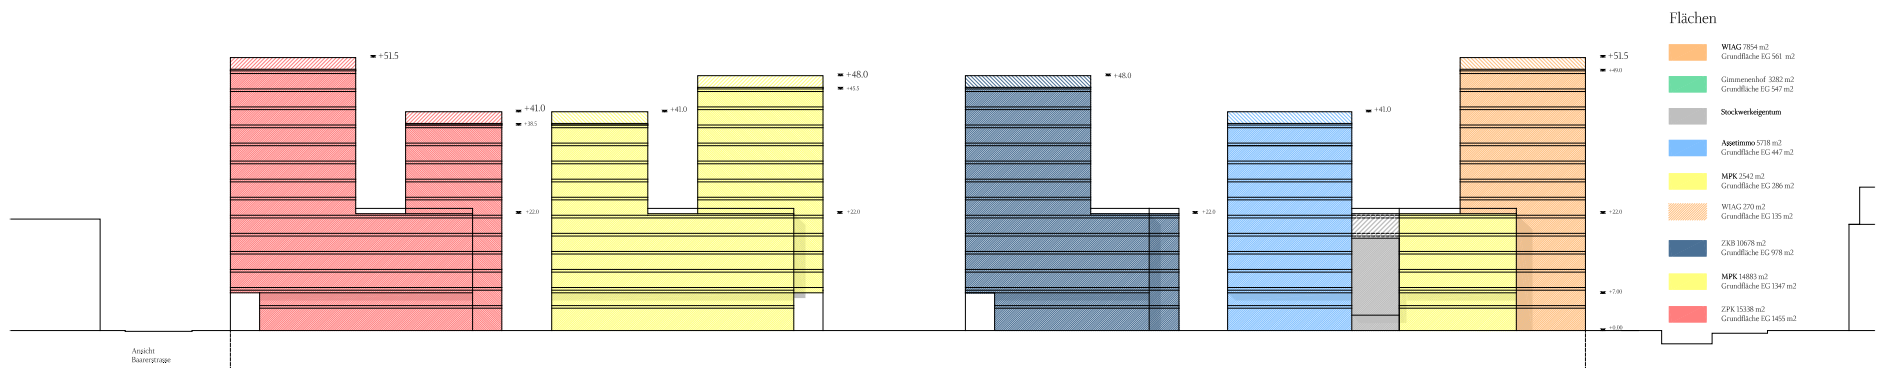 Flächen
+51.5
+41.0
+38.5
+22.0
+41.0
+48.0
+45.5
+22.0
+48.0
+22.0
+41.0
+51.5
+49.0
+22.0
+7.00
+0.00
WIAG 7854 m2
Grundfläche EG 561 m2
Gimmenenhof 3282 m2
Grundfläche EG 547 m2
Stockwerkeigentum
Assetimmo 5718 m2
Grundfläche EG 447 m2
MPK 2542 m2
Grundfläche EG 286 m2
WIAG 270 m2
Grundfläche EG 135 m2
ZKB 10678 m2
Grundfläche EG 978 m2
MPK 14883 m2
Grundfläche EG 1347 m2
ZPK 15338 m2
Grundfläche EG 1455 m2
Ansicht
Baarerstrasse